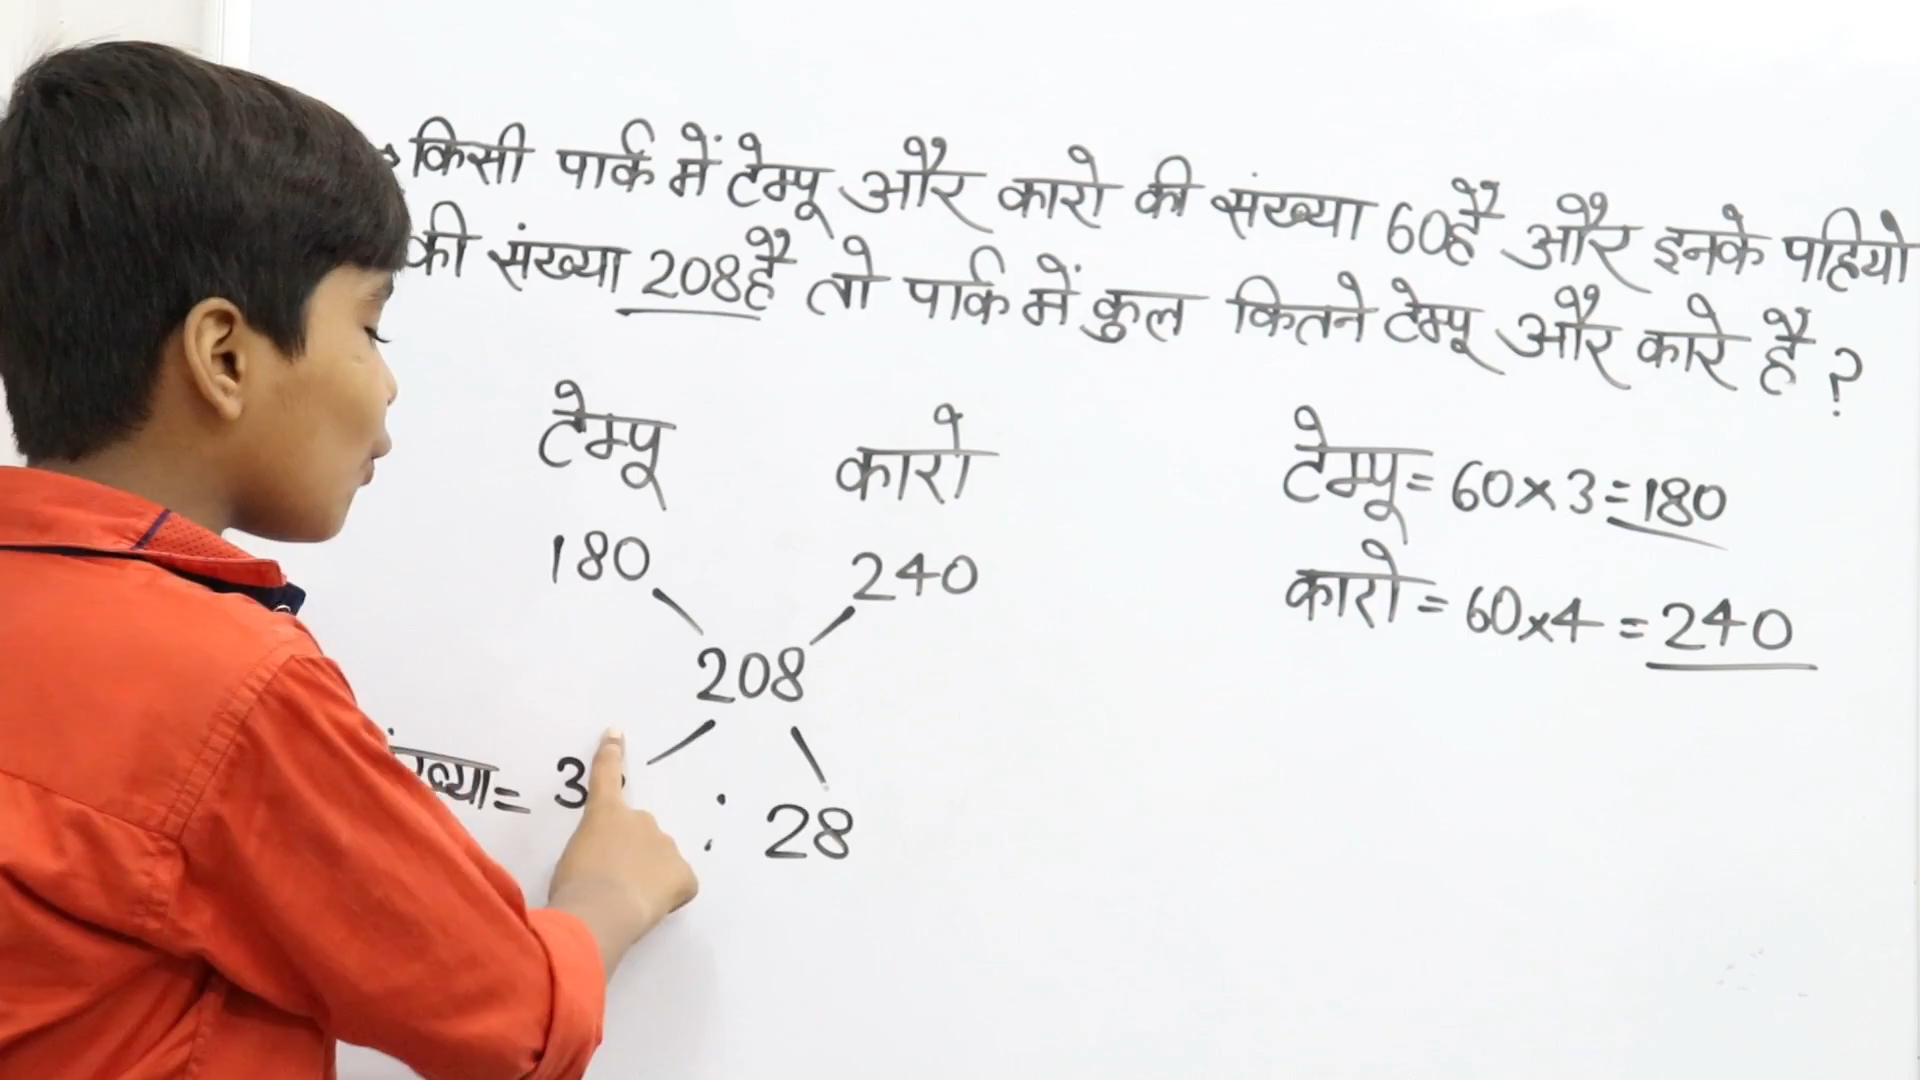 किसी पार्क में टेम्पू और कारो की संख्या 60 है और इनके पहियो
की संख्या 208 है तो पार्क में कुल कितने टेम्पू और कारे है ?
टेम्पू कारो
180 240
208
: 28
टेम्पू = 60×3 = 180
कारो = 60×4 = 240